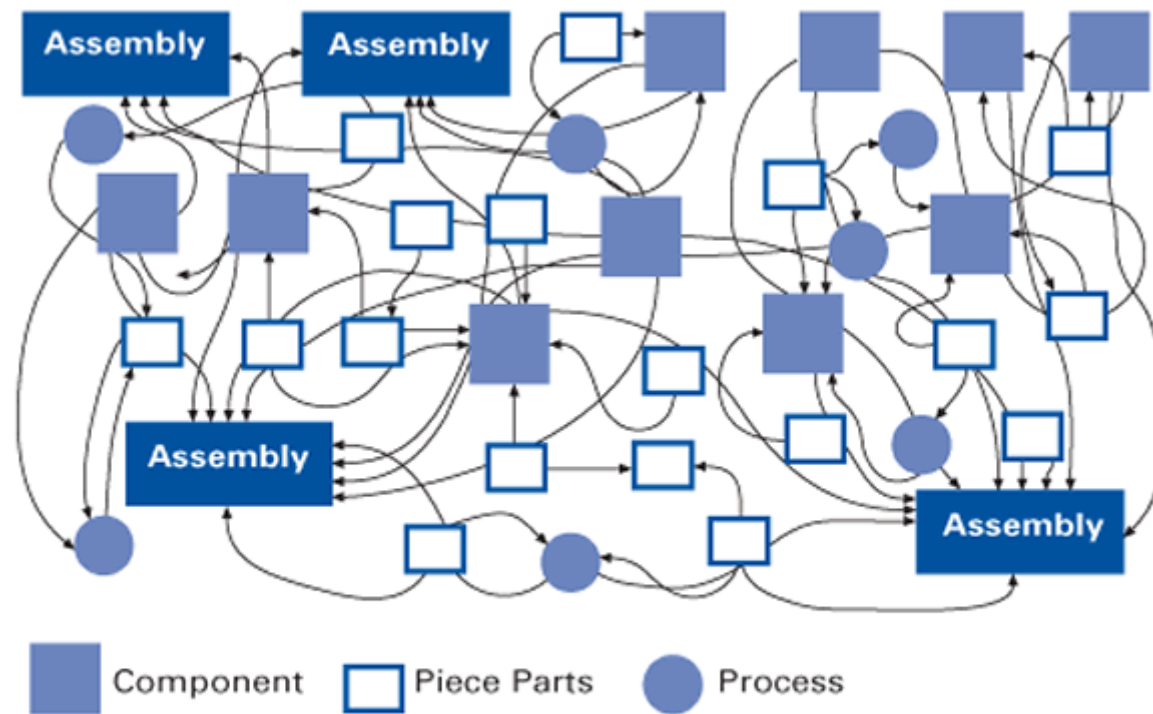 Assembly
Assembly
Assembly
Assembly
Component
Piece Parts
Process